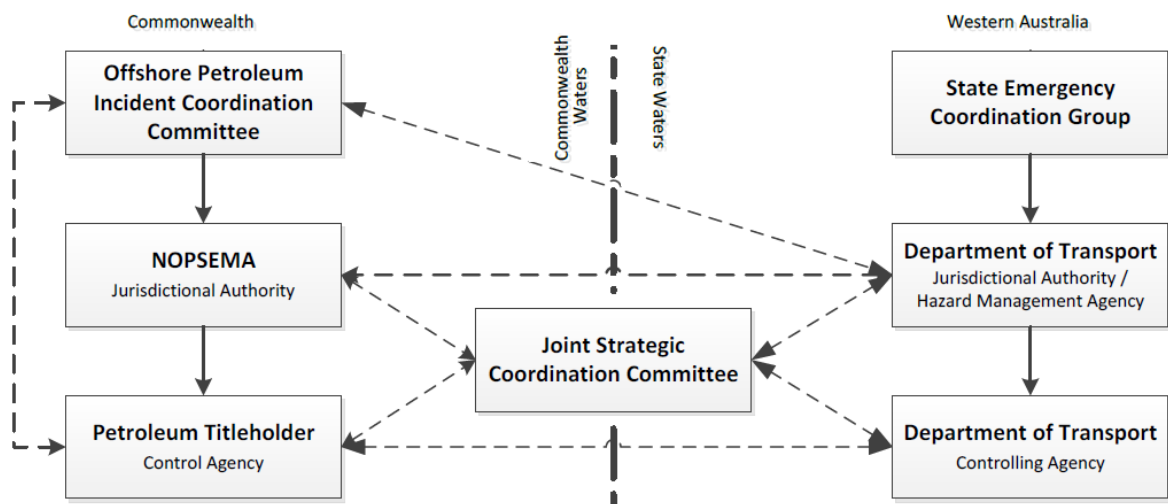 Commonwealth
Western Australia
Offshore Petroleum
Incident Coordination
Committee
Commonwealth
Waters
State Waters
State Emergency
Coordination Group
NOPSEMA
Jurisdictional Authority
Department of Transport
Jurisdictional Authority /
Hazard Management Agency
Joint Strategic
Coordination Committee
Petroleum Titleholder
Control Agency
Department of Transport
Controlling Agency